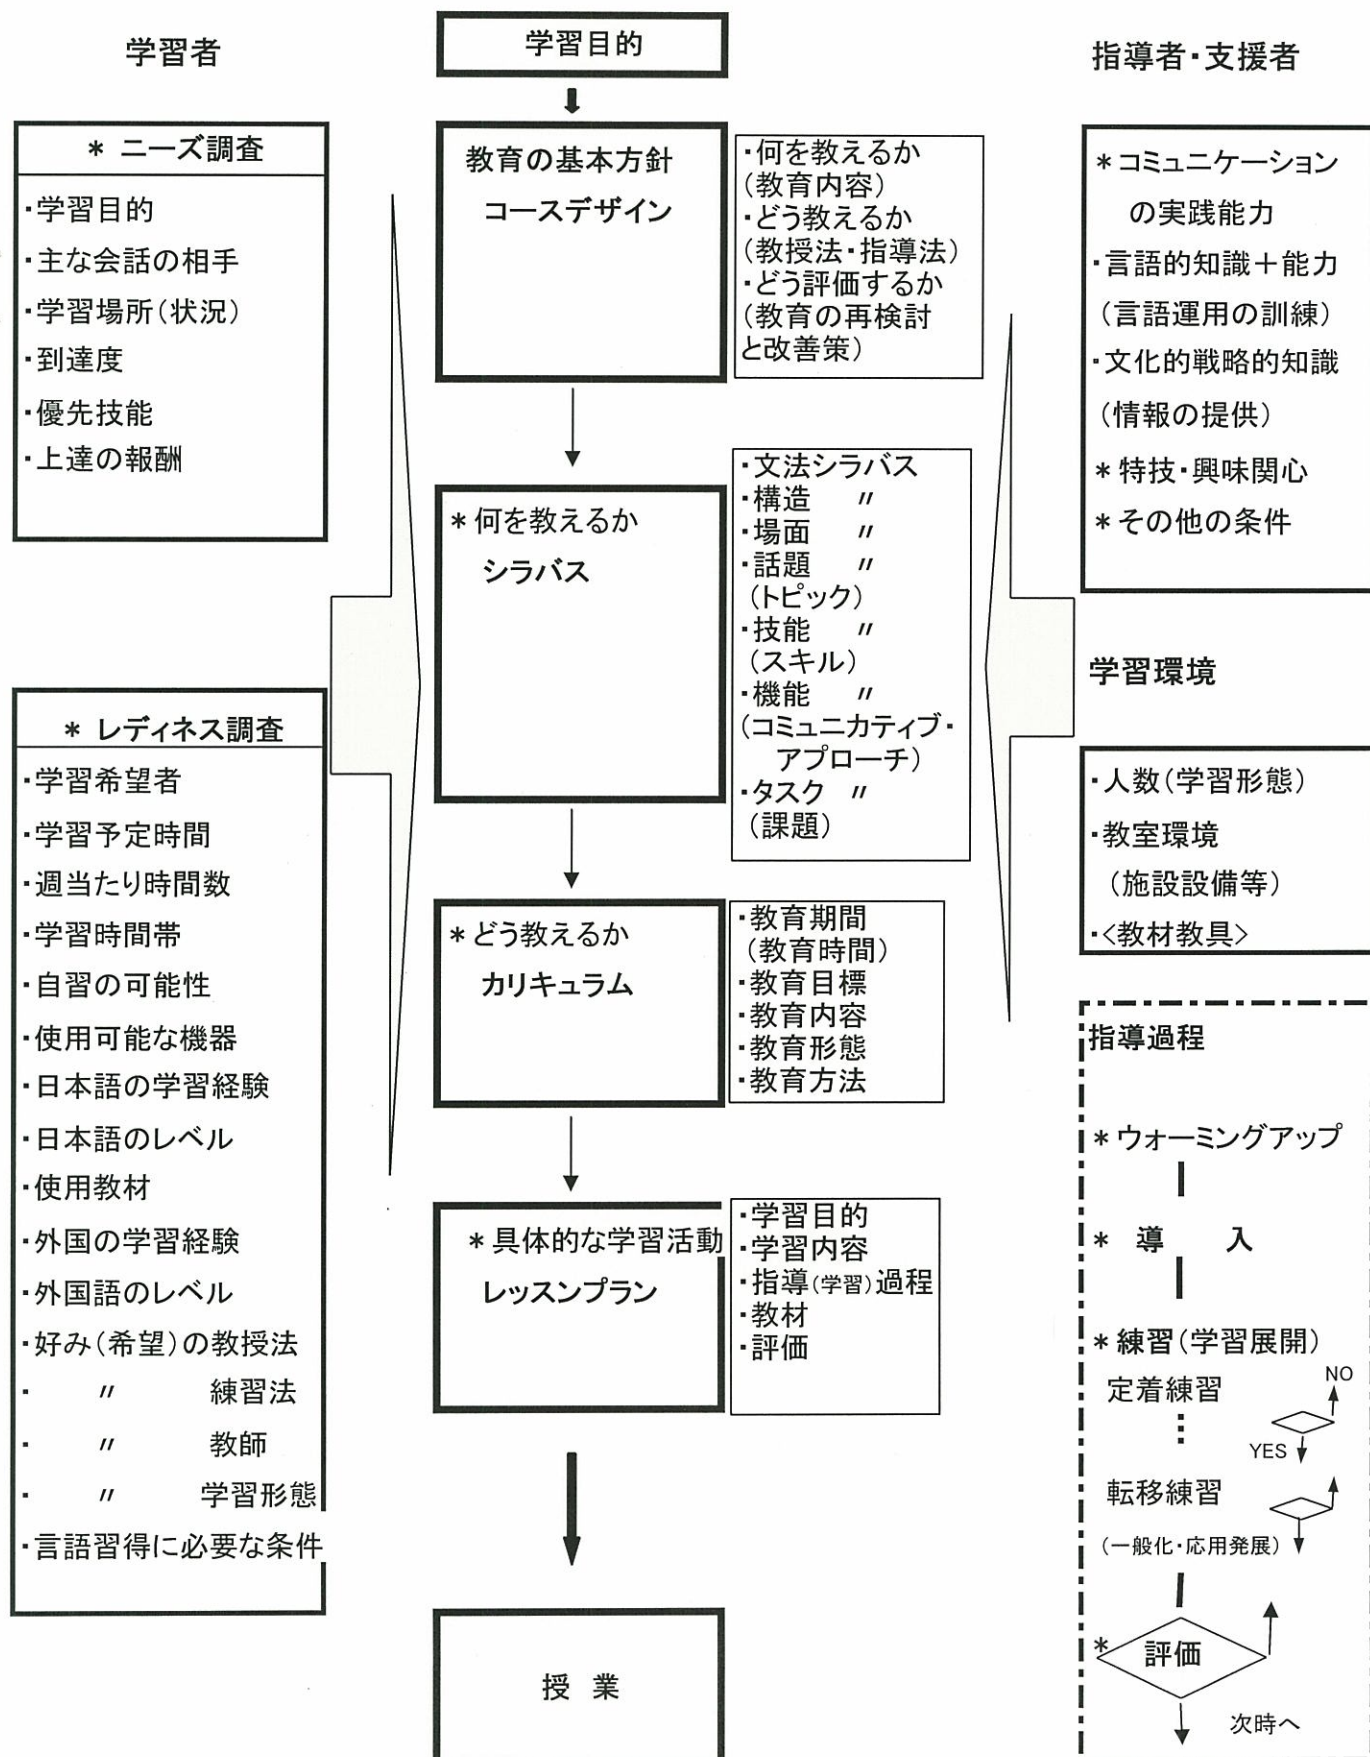 学習者
* ニーズ調査
・学習目的
・主な会話の相手
・学習場所(状況)
・到達度
・優先技能
・上達の報酬
* レディネス調査
・学習希望者
・学習予定時間
・週当たり時間数
・学習時間帯
・自習の可能性
・使用可能な機器
・日本語の学習経験
・日本語のレベル
・使用教材
・外国の学習経験
・外国語のレベル
・好み(希望)の教授法
・ 〃 練習法
・ 〃 教師
・ 〃 学習形態
・言語習得に必要な条件
学習目的
教育の基本方針
コースデザイン
・何を教えるか
(教育内容)
・どう教えるか
(教授法・指導法)
・どう評価するか
(教育の再検討
と改善策)
*何を教えるか
シラバス
・文法シラバス
・構造 〃
・場面 〃
・話題 〃
(トピック)
・技能 〃
(スキル)
・機能 〃
(コミュニカティブ・
アプローチ)
・タスク 〃
(課題)
*どう教えるか
カリキュラム
・教育期間
(教育時間)
・教育目標
・教育内容
・教育形態
・教育方法
*具体的な学習活動
レッスンプラン
・学習目的
・学習内容
・指導(学習)過程
・教材
・評価
授 業
指導者・支援者
*コミュニケーション
の実践能力
・言語的知識+能力
(言語運用の訓練)
・文化的戦略的知識
(情報の提供)
*特技・興味関心
*その他の条件
学習環境
・人数(学習形態)
・教室環境
(施設設備等)
・<教材教具>
指導過程
*ウォーミングアップ
* 導 入
*練習(学習展開)
定着練習
NO
YES
転移練習
(一般化・応用発展)
*
評価
次時へ